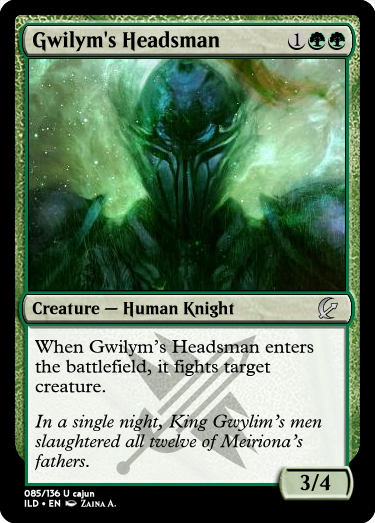 Gwilym's Headsman 1
Creature — Human Knight
When Gwilym's Headsman enters
the battlefield, it fights target
creature.
In a single night, King Gwylim's men
slaughtered all twelve of Meiriona's
fathers.
3/4
085/136 U cajun
ILD • EN Zaina A.